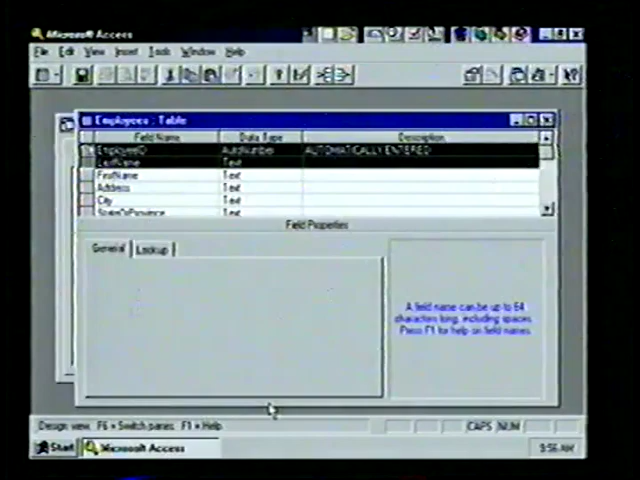 Microsoft Access
File Edit View Insert Tools Window Help
Employees : Table
Field Name Data Type Description
EmployeeID AutoNumber AUTOMATICALLY ENTERED
LastName Text
FirstName Text
Address Text
City Text
StateOrProvince Text
Field Properties
General Lookup
A field name can be up to 64
characters long, including spaces.
Press F1 for help on field names.
Design view. F6 = Switch panes. F1 = Help. CAPS NUM
Start Microsoft Access 9:56 AM